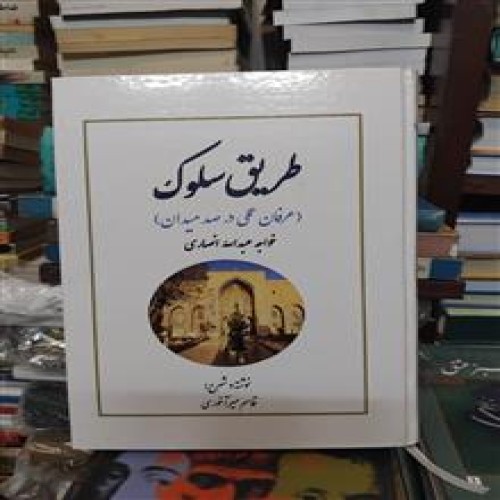 طریق سلوک
(عرفان عملی در صد میدان)
خواجه عبدالله انصاری
نوشته و شرح:
قاسم میرآخوری